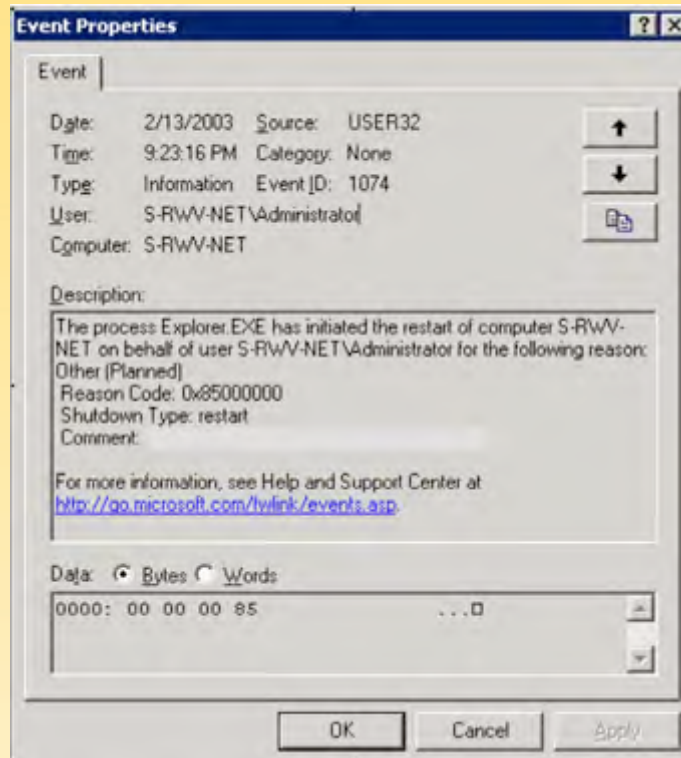 Event Properties
Event
Date: 2/13/2003 Source: USER32
Time: 9:23:16 PM Category: None
Type: Information Event ID: 1074
User: S-RWV-NET\Administrator
Computer: S-RWV-NET
Description:
The process Explorer.EXE has initiated the restart of computer S-RWV-
NET on behalf of user S-RWV-NET\Administrator for the following reason:
Other (Planned)
Reason Code: 0x85000000
Shutdown Type: restart
Comment:
For more information, see Help and Support Center at
http://go.microsoft.com/fwlink/events.asp.
Data: Bytes Words
0000: 00 00 00 85 ...□
OK Cancel Apply